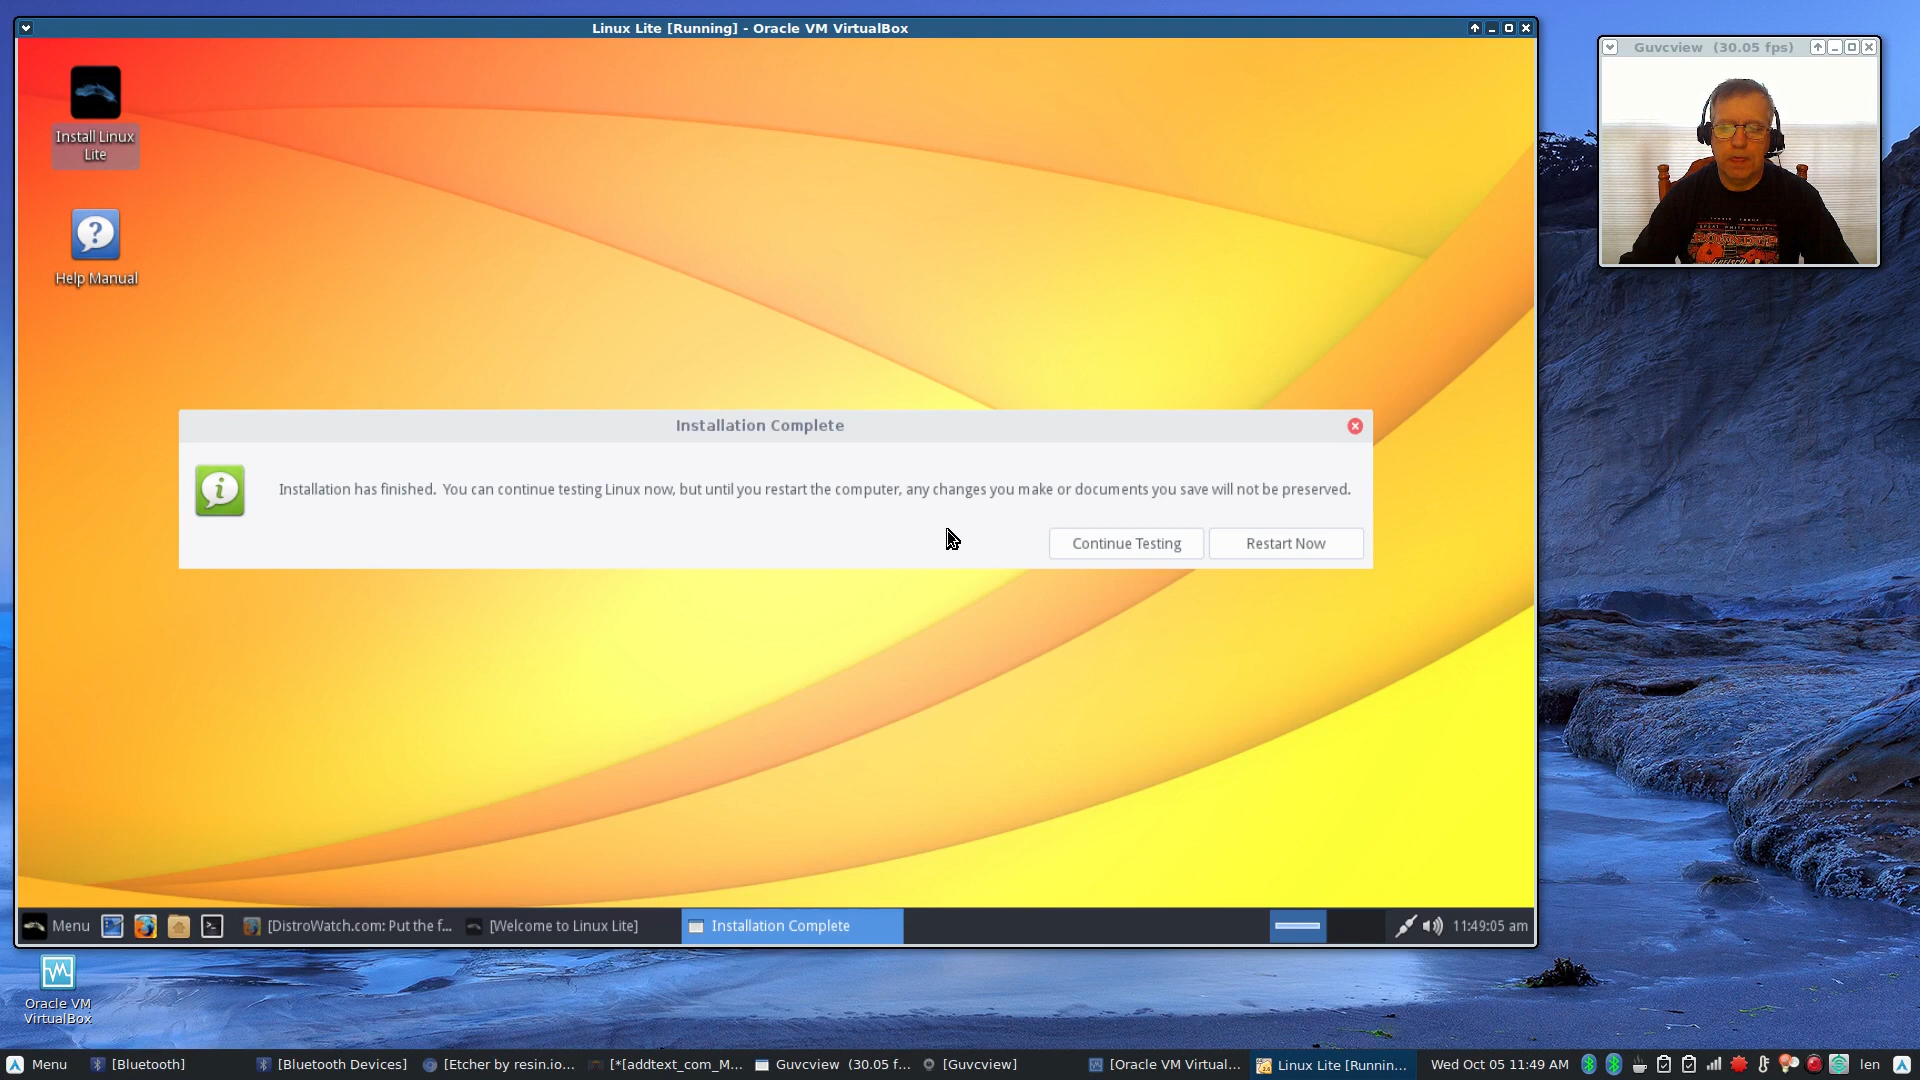 Linux Lite [Running] - Oracle VM VirtualBox
Guvcview (30.05 fps)
Install Linux
Lite
Help Manual
Installation Complete
Installation has finished. You can continue testing Linux now, but until you restart the computer, any changes you make or documents you save will not be preserved.
Continue Testing
Restart Now
Menu
[DistroWatch.com: Put the f...
[Welcome to Linux Lite]
Installation Complete
11:49:05 am
Oracle VM
VirtualBox
Menu
[Bluetooth]
[Bluetooth Devices]
[Etcher by resin.io...
[*[addtext_com_M...
Guvcview (30.05 f...
[Guvcview]
[Oracle VM Virtual...
Linux Lite [Runnin...
Wed Oct 05 11:49 AM
len